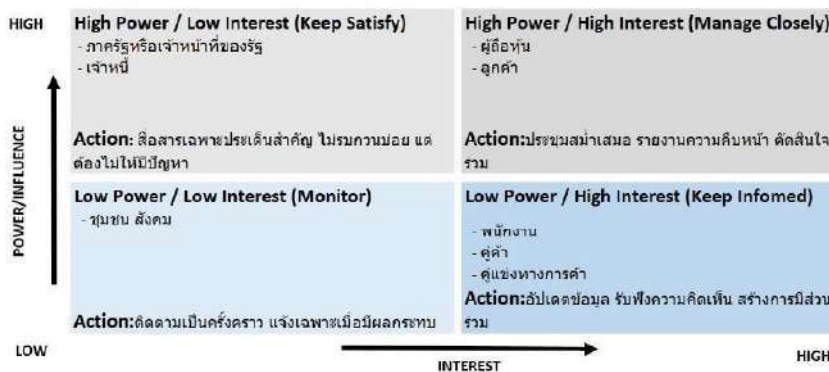 HIGH
High Power / Low Interest (Keep Satisfy)
- ภาครัฐหรือเจ้าหน้าที่ของรัฐ
- เจ้าหนี้
Action: สื่อสารเฉพาะประเด็นสำคัญ ไม่รบกวนบ่อย แต่
ต้องไม่ให้มีปัญหา
High Power / High Interest (Manage Closely)
- ผู้ถือหุ้น
- ลูกค้า
Action:ประชุมสม่ำเสมอ รายงานความคืบหน้า ตัดสินใจ
ร่วม
POWER/INFLUENCE
Low Power / Low Interest (Monitor)
- ชุมชน สังคม
Action:ติดตามเป็นครั้งคราว แจ้งเฉพาะเมื่อมีผลกระทบ
Low Power / High Interest (Keep Infomed)
- พนักงาน
- คู่ค้า
- คู่แข่งทางการค้า
Action:อัปเดตข้อมูล รับฟังความคิดเห็น สร้างการมีส่วน
ร่วม
LOW
INTEREST
HIGH